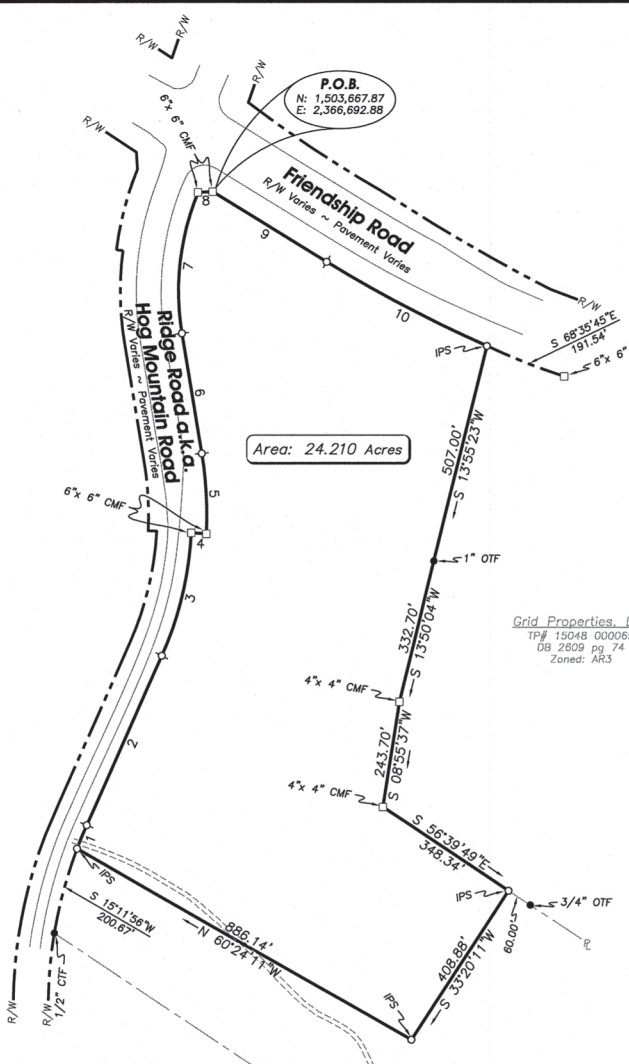 R/W
R/W
R/W
R/W
P.O.B.
N: 1,503,667.87
E: 2,366,692.88
6"x 6" CMF
8
Friendship Road
R/W Varies ~ Pavement Varies
9
10
R/W
S 68°35'45"E
191.54'
6"x 6"
IPS
7
Ridge Road a.k.a.
Hog Mountain Road
R/W Varies ~ Pavement Varies
6
Area: 24.210 Acres
507.00'
S 13°55'23"W
6"x 6" CMF
5
4
1" OTF
3
332.70'
S 13°50'04"W
Grid Properties,
TP# 15048 00006
DB 2609 pg 74
Zoned: AR3
4"x 4" CMF
2
243.70'
S 08°55'37"W
4"x 4" CMF
S 56°39'49"E
348.34'
1
IPS
IPS
3/4" OTF
60.00'
PL
S 15°11'56"W
200.67'
886.14'
N 60°24'11"W
408.88'
S 33°20'11"W
IPS
1/2" CTF
R/W
R/W